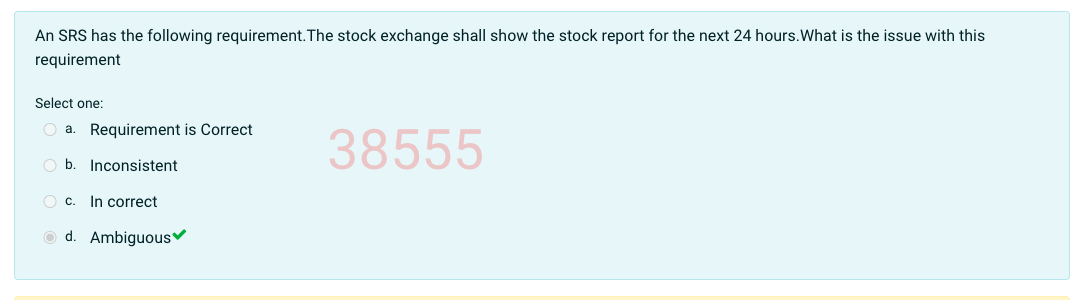 An SRS has the following requirement.The stock exchange shall show the stock report for the next 24 hours.What is the issue with this
requirement
Select one:
a. Requirement is Correct
38555
b. Inconsistent
c. In correct
d. Ambiguous